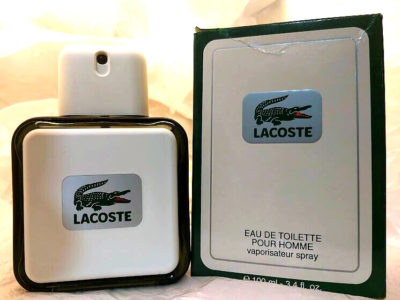 LACOSTE
LACOSTE
EAU DE TOILETTE
POUR HOMME
vaporisateur spray
℮ 100 ml - 3.4 fl. oz.